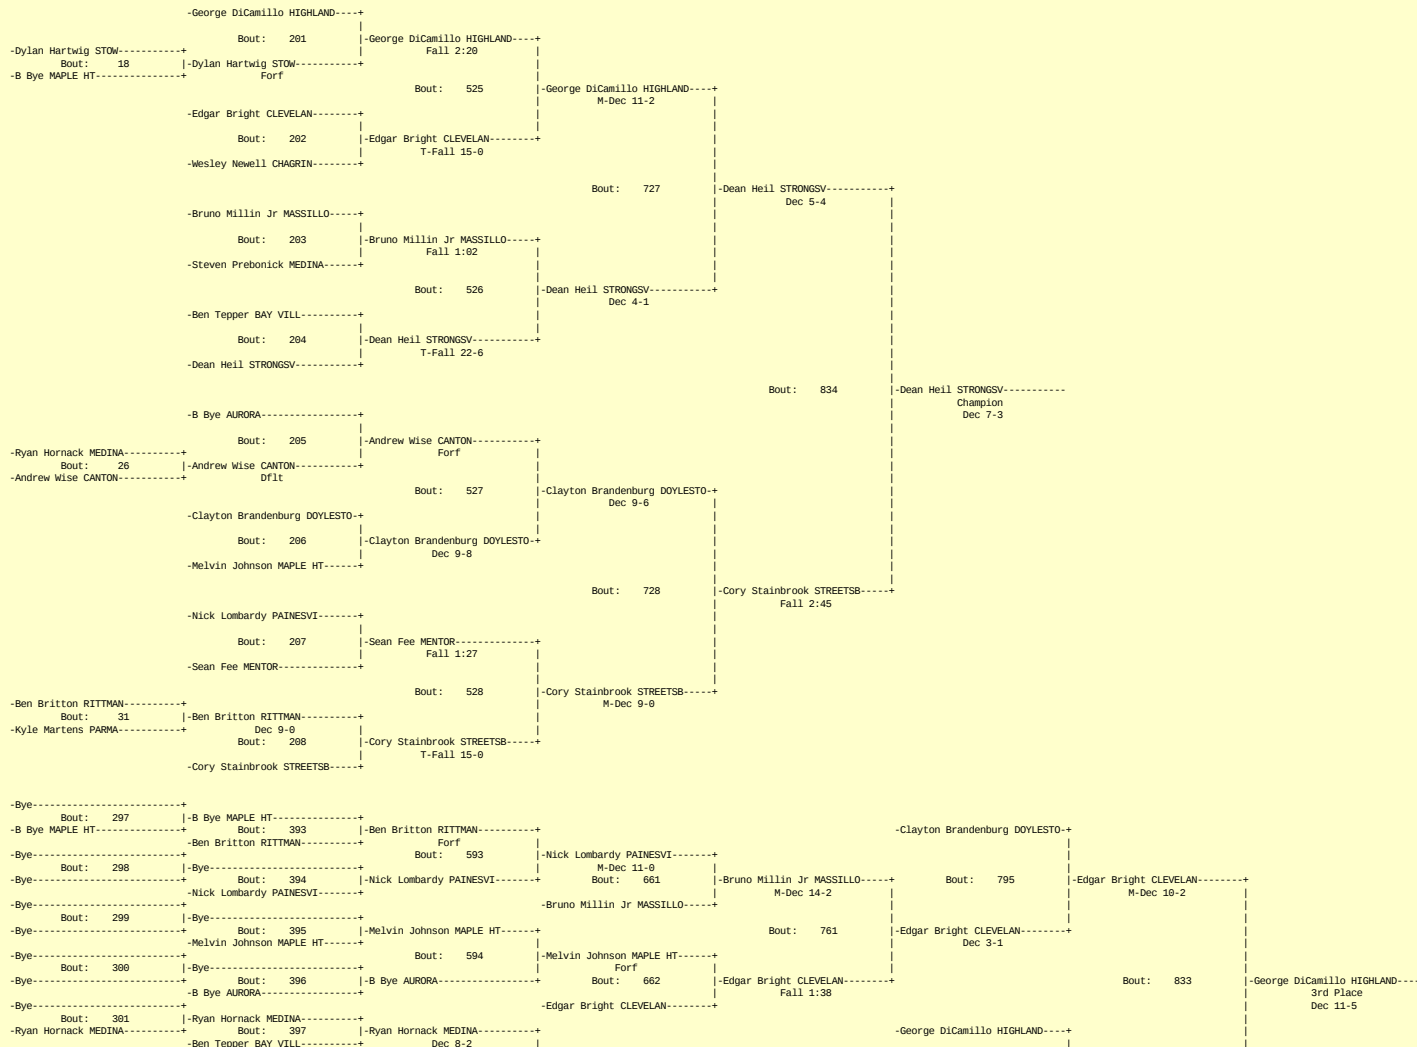 -George DiCamillo HIGHLAND----+
|
Bout: 201 |-George DiCamillo HIGHLAND----+
-Dylan Hartwig STOW-----------+ | Fall 2:20 |
Bout: 18 |-Dylan Hartwig STOW-----------+ |
-B Bye MAPLE HT---------------+ Forf |
Bout: 525 |-George DiCamillo HIGHLAND----+
| M-Dec 11-2 |
-Edgar Bright CLEVELAN--------+ | |
| | |
Bout: 202 |-Edgar Bright CLEVELAN--------+ |
| T-Fall 15-0 |
-Wesley Newell CHAGRIN--------+ |
|
Bout: 727 |-Dean Heil STRONGSV-----------+
| Dec 5-4 |
-Bruno Millin Jr MASSILLO-----+ | |
| | |
Bout: 203 |-Bruno Millin Jr MASSILLO-----+ | |
| Fall 1:02 | | |
-Steven Prebonick MEDINA------+ | | |
| | |
Bout: 526 |-Dean Heil STRONGSV-----------+ |
| Dec 4-1 |
-Ben Tepper BAY VILL----------+ | |
| | |
Bout: 204 |-Dean Heil STRONGSV-----------+ |
| T-Fall 22-6 |
-Dean Heil STRONGSV-----------+ |
|
Bout: 834 |-Dean Heil STRONGSV-----------
| Champion
-B Bye AURORA-----------------+ | Dec 7-3
| |
Bout: 205 |-Andrew Wise CANTON-----------+ |
-Ryan Hornack MEDINA----------+ | Forf | |
Bout: 26 |-Andrew Wise CANTON-----------+ | |
-Andrew Wise CANTON-----------+ Dflt | |
Bout: 527 |-Clayton Brandenburg DOYLESTO-+ |
| Dec 9-6 | |
-Clayton Brandenburg DOYLESTO-+ | | |
| | | |
Bout: 206 |-Clayton Brandenburg DOYLESTO-+ | |
| Dec 9-8 | |
-Melvin Johnson MAPLE HT------+ | |
| |
Bout: 728 |-Cory Stainbrook STREETSB-----+
| Fall 2:45
-Nick Lombardy PAINESVI-------+ |
| |
Bout: 207 |-Sean Fee MENTOR--------------+ |
| Fall 1:27 | |
-Sean Fee MENTOR--------------+ | |
| |
Bout: 528 |-Cory Stainbrook STREETSB-----+
-Ben Britton RITTMAN----------+ | M-Dec 9-0
Bout: 31 |-Ben Britton RITTMAN----------+ |
-Kyle Martens PARMA-----------+ Dec 9-0 | |
Bout: 208 |-Cory Stainbrook STREETSB-----+
| T-Fall 15-0
-Cory Stainbrook STREETSB-----+
-Bye--------------------------+
Bout: 297 |-B Bye MAPLE HT---------------+
-B Bye MAPLE HT---------------+ Bout: 393 |-Ben Britton RITTMAN----------+ -Clayton Brandenburg DOYLESTO-+
-Ben Britton RITTMAN----------+ Forf | |
-Bye--------------------------+ Bout: 593 |-Nick Lombardy PAINESVI-------+ |
Bout: 298 |-Bye--------------------------+ | M-Dec 11-0 | |
-Bye--------------------------+ Bout: 394 |-Nick Lombardy PAINESVI-------+ Bout: 661 |-Bruno Millin Jr MASSILLO-----+ Bout: 795 |-Edgar Bright CLEVELAN--------+
-Nick Lombardy PAINESVI-------+ | M-Dec 14-2 | | M-Dec 10-2 |
-Bye--------------------------+ -Bruno Millin Jr MASSILLO-----+ | | |
Bout: 299 |-Bye--------------------------+ | | |
-Bye--------------------------+ Bout: 395 |-Melvin Johnson MAPLE HT------+ Bout: 761 |-Edgar Bright CLEVELAN--------+ |
-Melvin Johnson MAPLE HT------+ | | Dec 3-1 |
-Bye--------------------------+ Bout: 594 |-Melvin Johnson MAPLE HT------+ | |
Bout: 300 |-Bye--------------------------+ | Forf | | |
-Bye--------------------------+ Bout: 396 |-B Bye AURORA-----------------+ Bout: 662 |-Edgar Bright CLEVELAN--------+ Bout: 833 |-George DiCamillo HIGHLAND----
-B Bye AURORA-----------------+ | Fall 1:38 | 3rd Place
-Bye--------------------------+ -Edgar Bright CLEVELAN--------+ | Dec 11-5
Bout: 301 |-Ryan Hornack MEDINA----------+ |
-Ryan Hornack MEDINA----------+ Bout: 397 |-Ryan Hornack MEDINA----------+ -George DiCamillo HIGHLAND----+ |
-Ben Tepper BAY VILL----------+ Dec 8-2 | | |